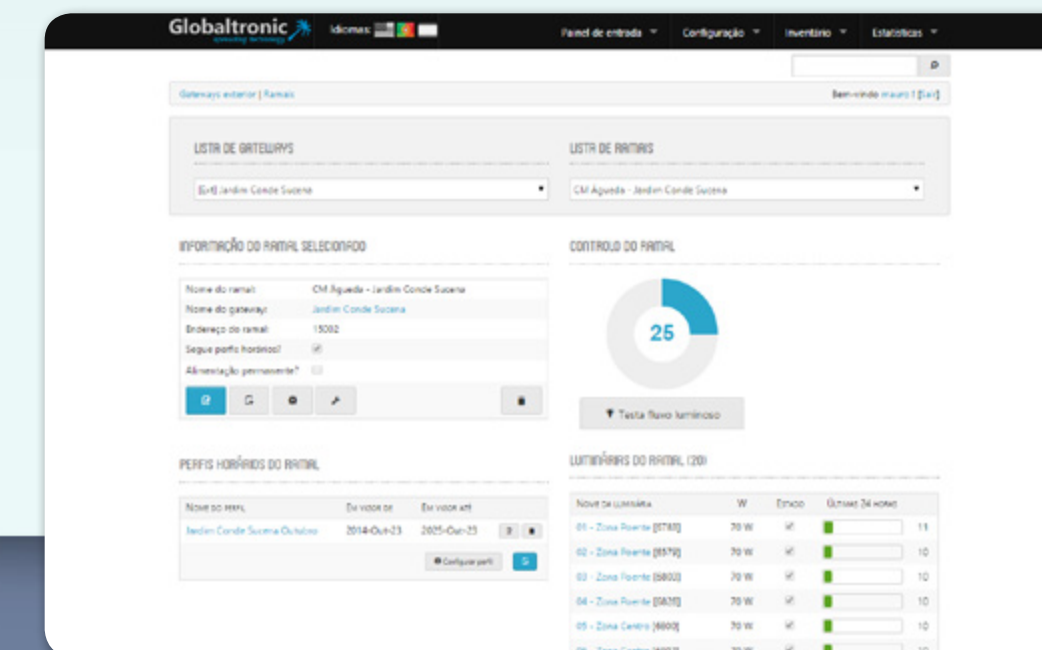 Globaltronic
Idiomas:
Painel de entrada
Configuração
Inventário
Estatísticas
Gateways exterior | Ramais
Bem-vindo mauro ! [Sair]
LISTA DE GATEWAYS
LISTA DE RAMAIS
[Ext] Jardim Conde Sucena
CM Águeda - Jardim Conde Sucena
INFORMAÇÃO DO RAMAL SELECIONADO
CONTROLO DO RAMAL
Nome do ramal: CM Águeda - Jardim Conde Sucena
Nome do gateway: Jardim Conde Sucena
Endereço do ramal: 15002
Segue perfis horários?
Alimentação permanente?
25
Testa fluxo luminoso
PERFIS HORÁRIOS DO RAMAL
LUMINÁRIAS DO RAMAL (20)
NOME DO PERFIL EM VIGOR DE EM VIGOR ATÉ
Jardim Conde Sucena Outubro 2014-Out-23 2025-Out-23
Configurar perfil
NOME DA LUMINÁRIA W ESTADO ÚLTIMAS 24 HORAS
01 - Zona Poente 70 W 11
02 - Zona Poente 70 W 10
03 - Zona Poente 70 W 10
04 - Zona Poente 70 W 10
05 - Zona Centro 70 W 10